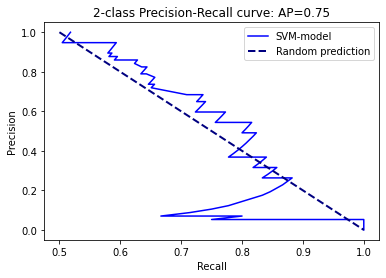 2-class Precision-Recall curve: AP=0.75
SVM-model
Random prediction
Precision
1.0
0.8
0.6
0.4
0.2
0.0
0.5
0.6
0.7
0.8
0.9
1.0
Recall